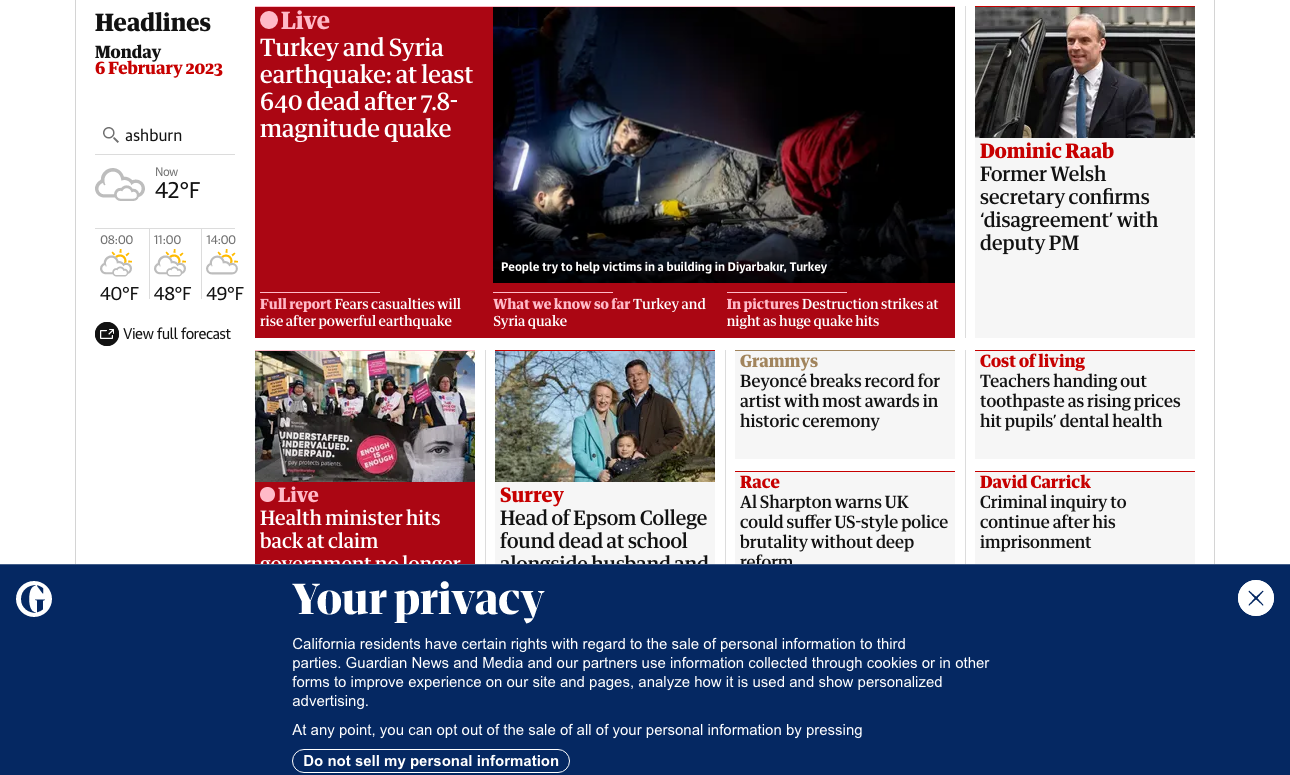 Headlines
Monday
6 February 2023
ashburn
Now
42°F
08:00
11:00
14:00
40°F
48°F
49°F
View full forecast
Live
Turkey and Syria
earthquake: at least
640 dead after 7.8-
magnitude quake
People try to help victims in a building in Diyarbakır, Turkey
Full report Fears casualties will
rise after powerful earthquake
What we know so far Turkey and
Syria quake
In pictures Destruction strikes at
night as huge quake hits
Dominic Raab
Former Welsh
secretary confirms
‘disagreement’ with
deputy PM
UNDERSTAFFED.
UNDERVALUED.
UNDERPAID.
ENOUGH
IS
ENOUGH
Live
Health minister hits
back at claim
government no longer
Surrey
Head of Epsom College
found dead at school
alongside husband and
Grammys
Beyoncé breaks record for
artist with most awards in
historic ceremony
Race
Al Sharpton warns UK
could suffer US-style police
brutality without deep
reform
Cost of living
Teachers handing out
toothpaste as rising prices
hit pupils’ dental health
David Carrick
Criminal inquiry to
continue after his
imprisonment
G
Your privacy
California residents have certain rights with regard to the sale of personal information to third
parties. Guardian News and Media and our partners use information collected through cookies or in other
forms to improve experience on our site and pages, analyze how it is used and show personalized
advertising.
At any point, you can opt out of the sale of all of your personal information by pressing
Do not sell my personal information